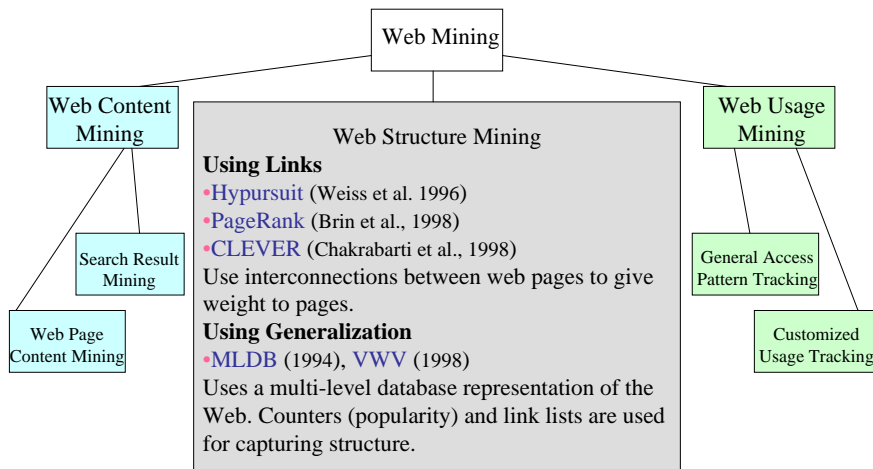 Web Mining
Web Content
Mining
Search Result
Mining
Web Page
Content Mining
Web Structure Mining
Using Links
•Hypursuit (Weiss et al. 1996)
•PageRank (Brin et al., 1998)
•CLEVER (Chakrabarti et al., 1998)
Use interconnections between web pages to give
weight to pages.
Using Generalization
•MLDB (1994), VWV (1998)
Uses a multi-level database representation of the
Web. Counters (popularity) and link lists are used
for capturing structure.
Web Usage
Mining
General Access
Pattern Tracking
Customized
Usage Tracking